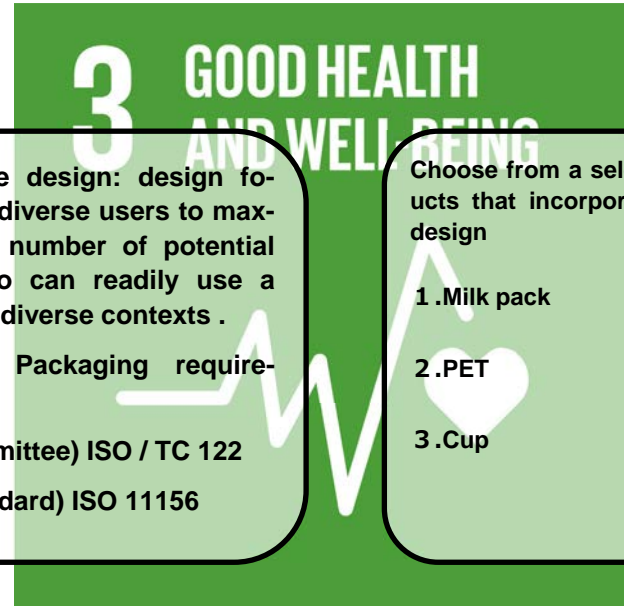 3 GOOD HEALTH
AND WELL-BEING
e design: design fo-
diverse users to max-
number of potential
o can readily use a
diverse contexts .
Packaging require-
mittee) ISO / TC 122
dard) ISO 11156
Choose from a sel
ucts that incorpor
design
1 .Milk pack
2 .PET
3 .Cup